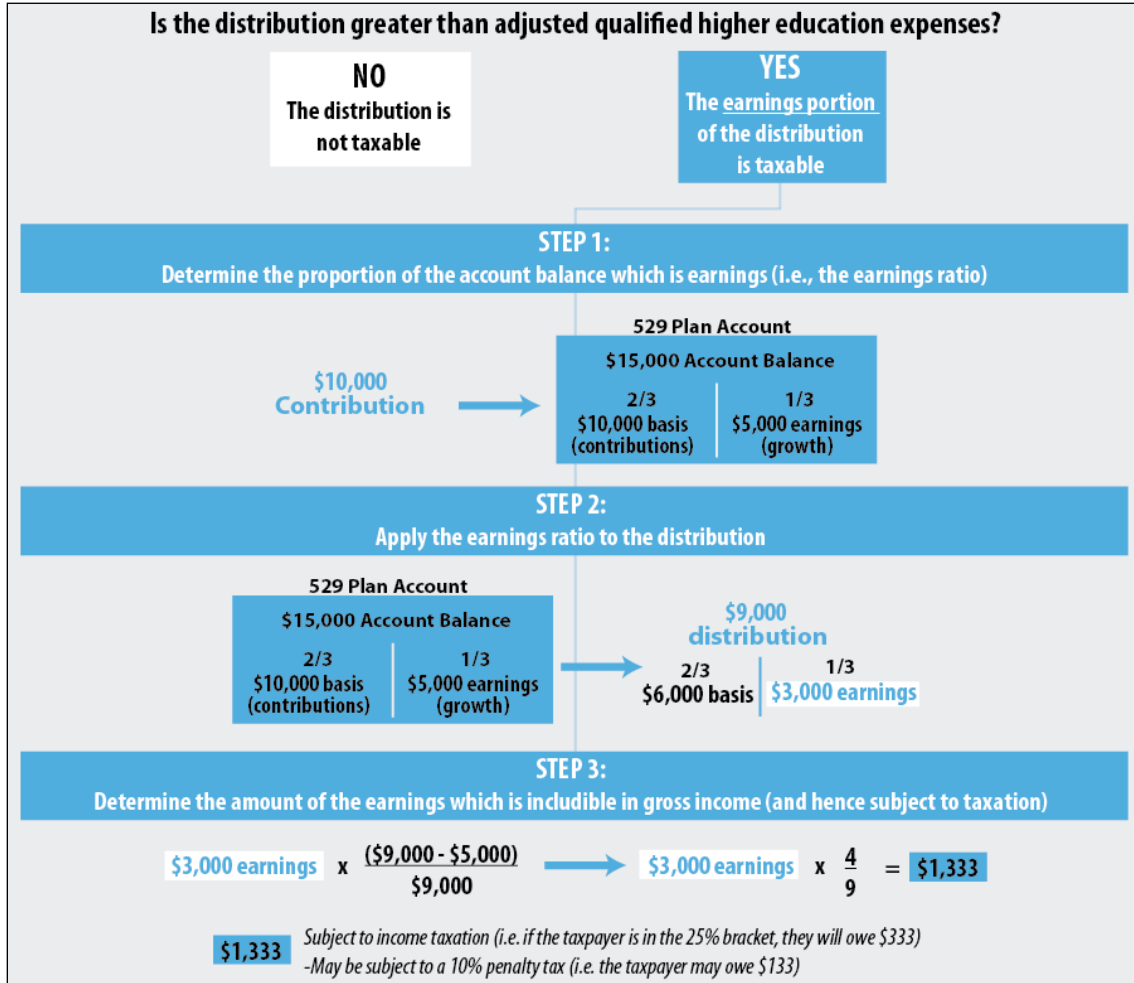 Is the distribution greater than adjusted qualified higher education expenses?
NO
The distribution is
not taxable
YES
The earnings portion
of the distribution
is taxable
STEP 1:
Determine the proportion of the account balance which is earnings (i.e., the earnings ratio)
$10,000
Contribution
529 Plan Account
$15,000 Account Balance
2/3
$10,000 basis
(contributions)
1/3
$5,000 earnings
(growth)
STEP 2:
Apply the earnings ratio to the distribution
529 Plan Account
$15,000 Account Balance
2/3
$10,000 basis
(contributions)
1/3
$5,000 earnings
(growth)
$9,000
distribution
2/3
$6,000 basis
1/3
$3,000 earnings
STEP 3:
Determine the amount of the earnings which is includible in gross income (and hence subject to taxation)
$3,000 earnings x ($9,000 - $5,000)
$9,000
$3,000 earnings x 4
9
= $1,333
$1,333
Subject to income taxation (i.e. if the taxpayer is in the 25% bracket, they will owe $333)
-May be subject to a 10% penalty tax (i.e. the taxpayer may owe $133)